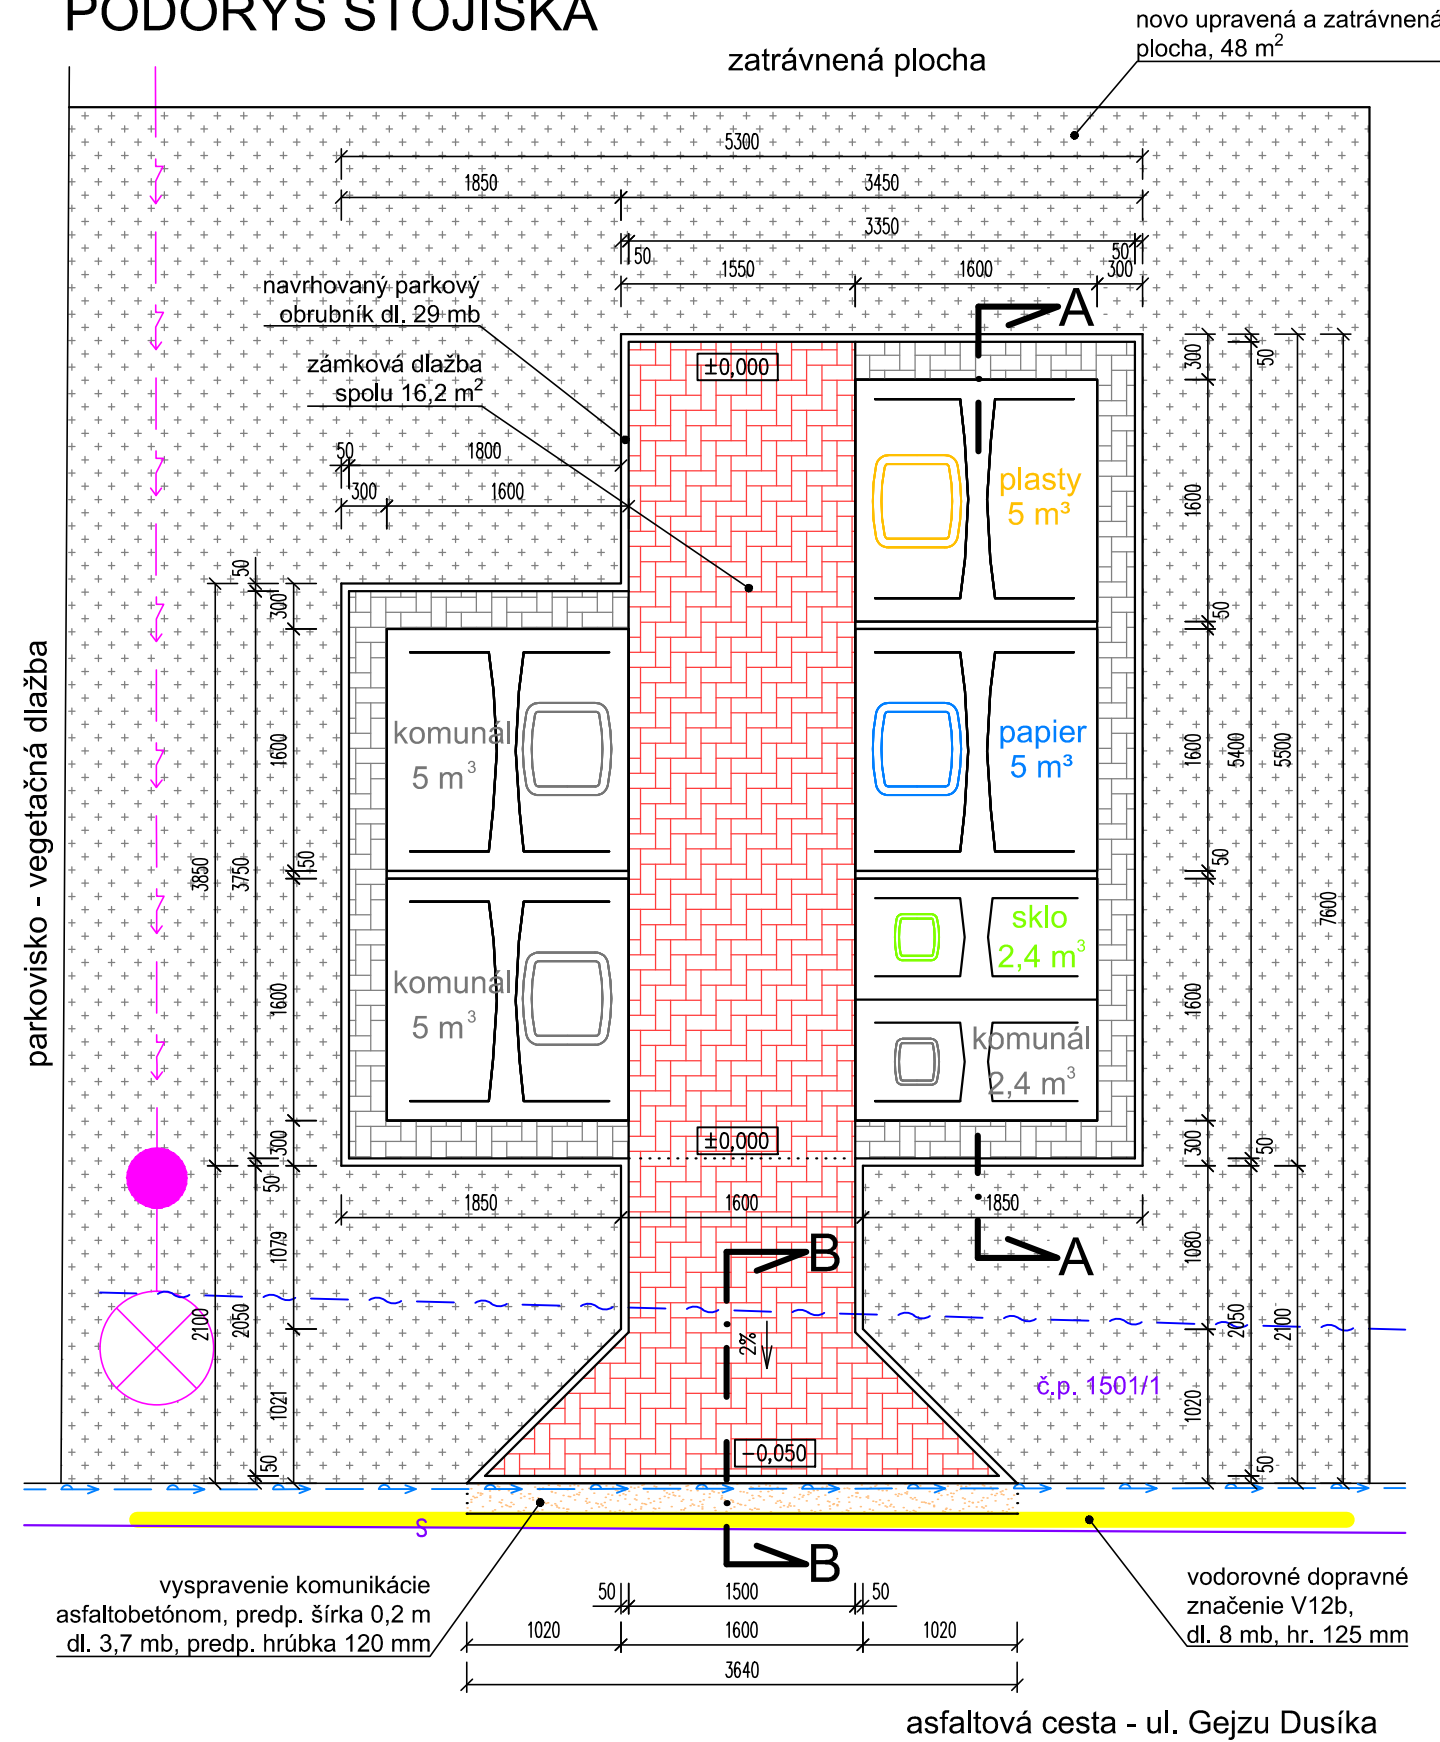 PÔDORYS STOJISKA
novo upravená a zatrávnená
plocha, 48 m²
zatrávnená plocha
5300
1850
3450
3350
50
50
1550
1600
300
navrhovaný parkový
obrubník dl. 29 mb
zámková dlažba
spolu 16,2 m²
50
1800
300
1600
A
±0,000
plasty
5 m³
papier
5 m³
sklo
2,4 m³
komunál
2,4 m³
komunál
5 m³
komunál
5 m³
±0,000
parkovisko - vegetačná dlažba
50
300
1600
50
1600
300
50
1079
1021
50
3850
3750
2100
2050
300
50
1600
50
1600
50
1600
300
50
1080
1020
50
5400
5500
7600
2050
2100
1850
1600
1850
B
A
2%
č.p. 1501/1
-0,050
S
B
vyspravenie komunikácie
asfaltobetónom, predp. šírka 0,2 m
dl. 3,7 mb, predp. hrúbka 120 mm
50
1500
50
1020
1600
1020
3640
vodorovné dopravné
značenie V12b,
dl. 8 mb, hr. 125 mm
asfaltová cesta - ul. Gejzu Dusíka